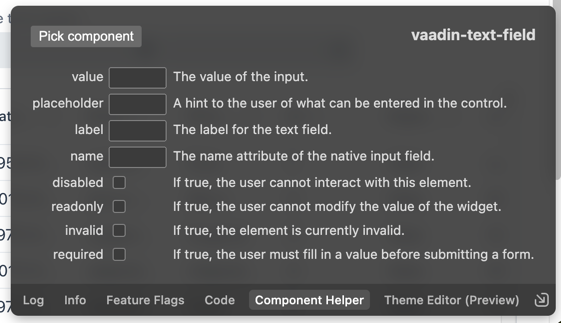 Pick component
vaadin-text-field
value The value of the input.
placeholder A hint to the user of what can be entered in the control.
label The label for the text field.
name The name attribute of the native input field.
disabled If true, the user cannot interact with this element.
readonly If true, the user cannot modify the value of the widget.
invalid If true, the element is currently invalid.
required If true, the user must fill in a value before submitting a form.
Log Info Feature Flags Code Component Helper Theme Editor (Preview)